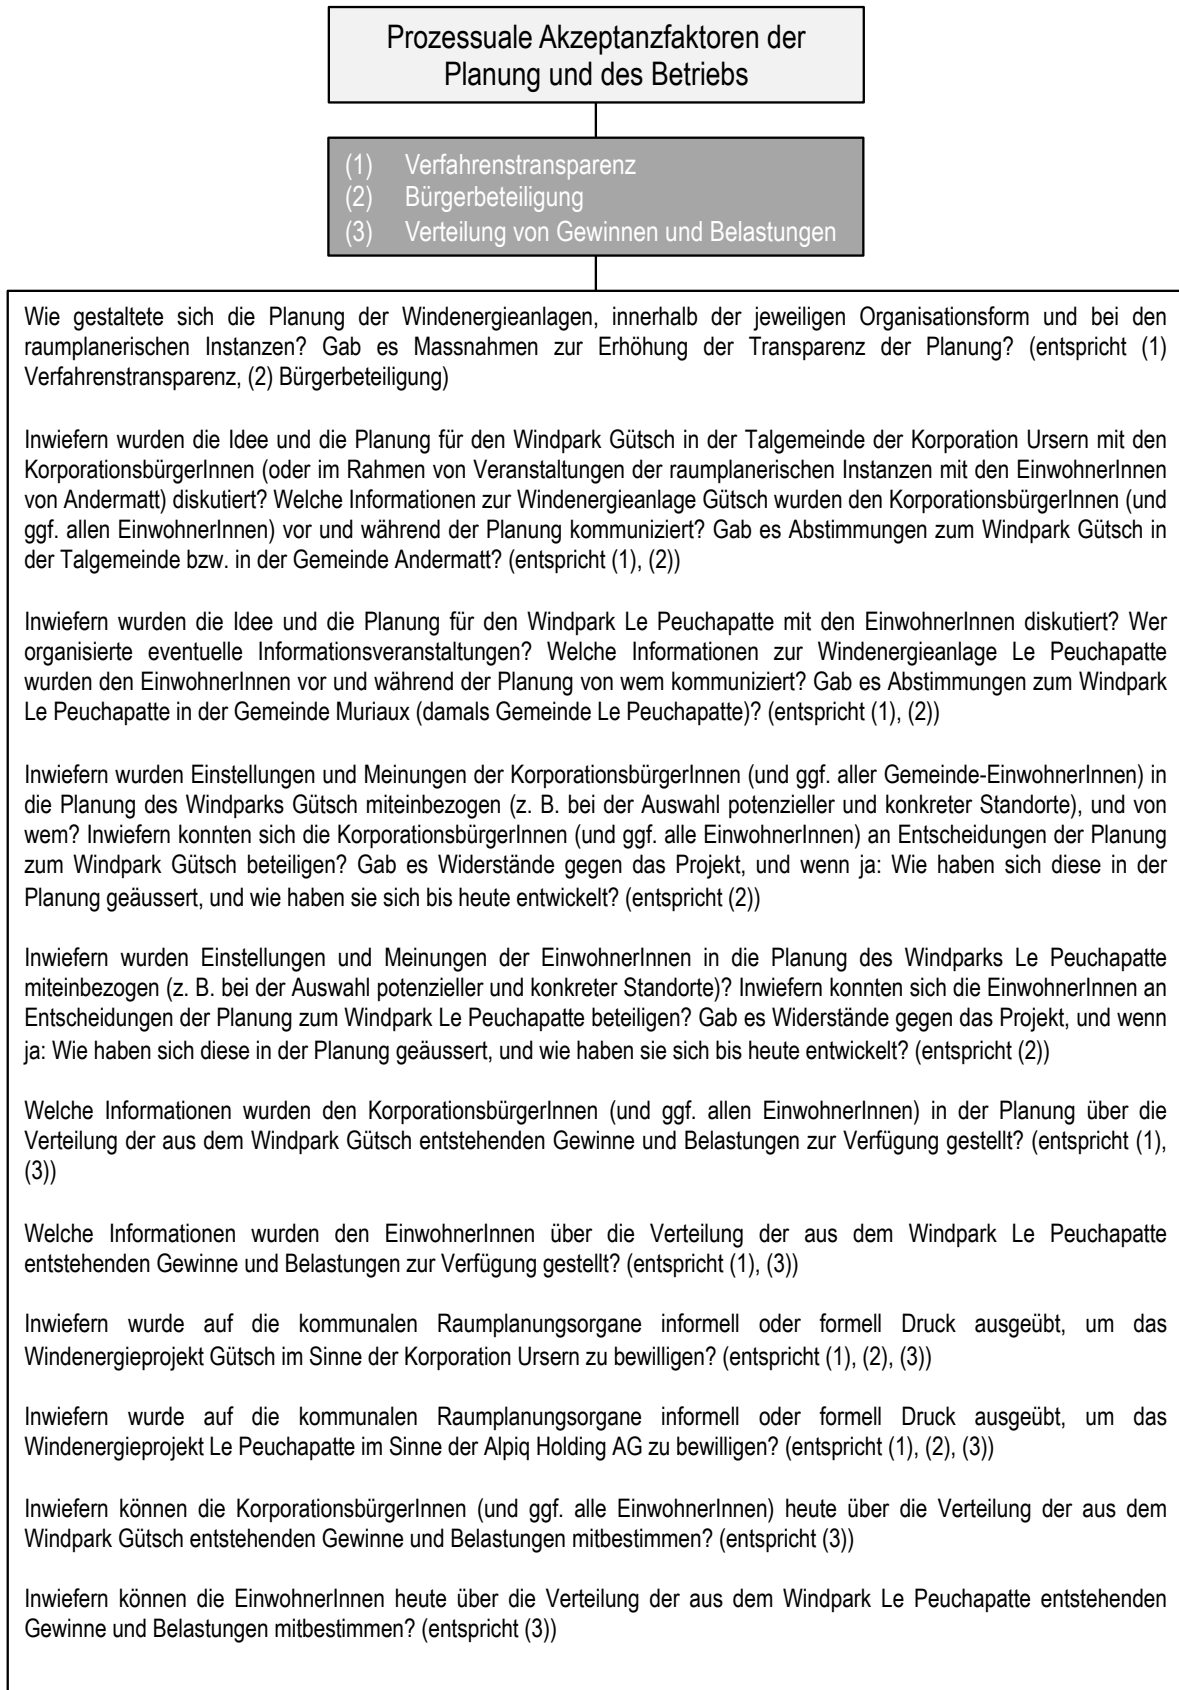 Prozessuale Akzeptanzfaktoren der
Planung und des Betriebs
(1) Verfahrenstransparenz
(2) Bürgerbeteiligung
(3) Verteilung von Gewinnen und Belastungen
Wie gestaltete sich die Planung der Windenergieanlagen, innerhalb der jeweiligen Organisationsform und bei den
raumplanerischen Instanzen? Gab es Massnahmen zur Erhöhung der Transparenz der Planung? (entspricht (1)
Verfahrenstransparenz, (2) Bürgerbeteiligung)
Inwiefern wurden die Idee und die Planung für den Windpark Gütsch in der Talgemeinde der Korporation Ursern mit den
KorporationsbürgerInnen (oder im Rahmen von Veranstaltungen der raumplanerischen Instanzen mit den EinwohnerInnen
von Andermatt) diskutiert? Welche Informationen zur Windenergieanlage Gütsch wurden den KorporationsbürgerInnen (und
ggf. allen EinwohnerInnen) vor und während der Planung kommuniziert? Gab es Abstimmungen zum Windpark Gütsch in
der Talgemeinde bzw. in der Gemeinde Andermatt? (entspricht (1), (2))
Inwiefern wurden die Idee und die Planung für den Windpark Le Peuchapatte mit den EinwohnerInnen diskutiert? Wer
organisierte eventuelle Informationsveranstaltungen? Welche Informationen zur Windenergieanlage Le Peuchapatte
wurden den EinwohnerInnen vor und während der Planung von wem kommuniziert? Gab es Abstimmungen zum Windpark
Le Peuchapatte in der Gemeinde Muriaux (damals Gemeinde Le Peuchapatte)? (entspricht (1), (2))
Inwiefern wurden Einstellungen und Meinungen der KorporationsbürgerInnen (und ggf. aller Gemeinde-EinwohnerInnen) in
die Planung des Windparks Gütsch miteinbezogen (z. B. bei der Auswahl potenzieller und konkreter Standorte), und von
wem? Inwiefern konnten sich die KorporationsbürgerInnen (und ggf. alle EinwohnerInnen) an Entscheidungen der Planung
zum Windpark Gütsch beteiligen? Gab es Widerstände gegen das Projekt, und wenn ja: Wie haben sich diese in der
Planung geäussert, und wie haben sie sich bis heute entwickelt? (entspricht (2))
Inwiefern wurden Einstellungen und Meinungen der EinwohnerInnen in die Planung des Windparks Le Peuchapatte
miteinbezogen (z. B. bei der Auswahl potenzieller und konkreter Standorte)? Inwiefern konnten sich die EinwohnerInnen an
Entscheidungen der Planung zum Windpark Le Peuchapatte beteiligen? Gab es Widerstände gegen das Projekt, und wenn
ja: Wie haben sich diese in der Planung geäussert, und wie haben sie sich bis heute entwickelt? (entspricht (2))
Welche Informationen wurden den KorporationsbürgerInnen (und ggf. allen EinwohnerInnen) in der Planung über die
Verteilung der aus dem Windpark Gütsch entstehenden Gewinne und Belastungen zur Verfügung gestellt? (entspricht (1),
(3))
Welche Informationen wurden den EinwohnerInnen über die Verteilung der aus dem Windpark Le Peuchapatte
entstehenden Gewinne und Belastungen zur Verfügung gestellt? (entspricht (1), (3))
Inwiefern wurde auf die kommunalen Raumplanungsorgane informell oder formell Druck ausgeübt, um das
Windenergieprojekt Gütsch im Sinne der Korporation Ursern zu bewilligen? (entspricht (1), (2), (3))
Inwiefern wurde auf die kommunalen Raumplanungsorgane informell oder formell Druck ausgeübt, um das
Windenergieprojekt Le Peuchapatte im Sinne der Alpiq Holding AG zu bewilligen? (entspricht (1), (2), (3))
Inwiefern können die KorporationsbürgerInnen (und ggf. alle EinwohnerInnen) heute über die Verteilung der aus dem
Windpark Gütsch entstehenden Gewinne und Belastungen mitbestimmen? (entspricht (3))
Inwiefern können die EinwohnerInnen heute über die Verteilung der aus dem Windpark Le Peuchapatte entstehenden
Gewinne und Belastungen mitbestimmen? (entspricht (3))